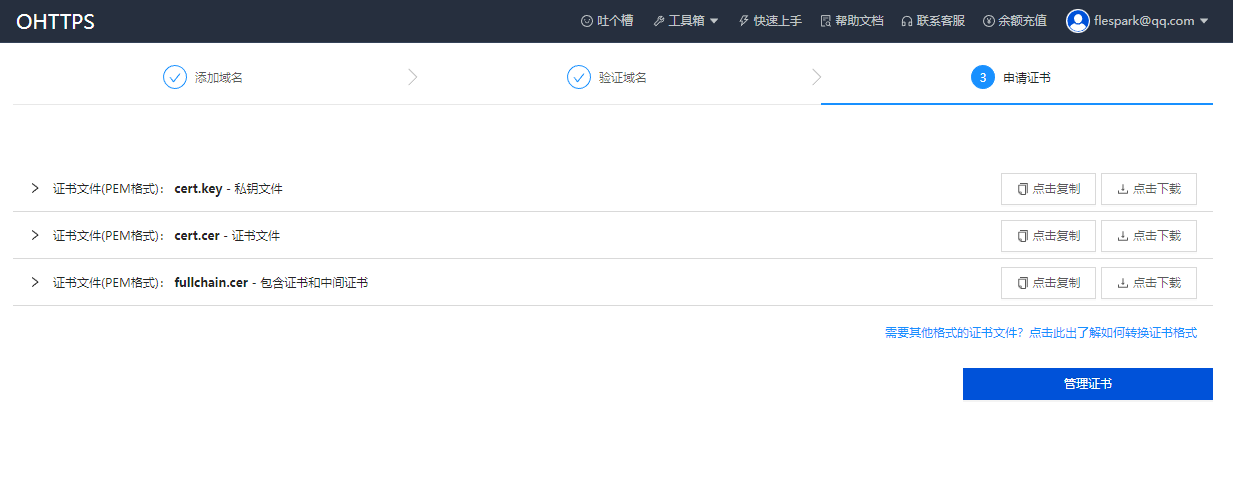 OHTTPS 吐个槽 工具箱 快速上手 帮助文档 联系客服 余额充值 flespark@qq.com
添加域名 验证域名 3 申请证书
证书文件(PEM格式)： cert.key - 私钥文件 点击复制 点击下载
证书文件(PEM格式)： cert.cer - 证书文件 点击复制 点击下载
证书文件(PEM格式)： fullchain.cer - 包含证书和中间证书 点击复制 点击下载
需要其他格式的证书文件？点击此出了解如何转换证书格式
管理证书